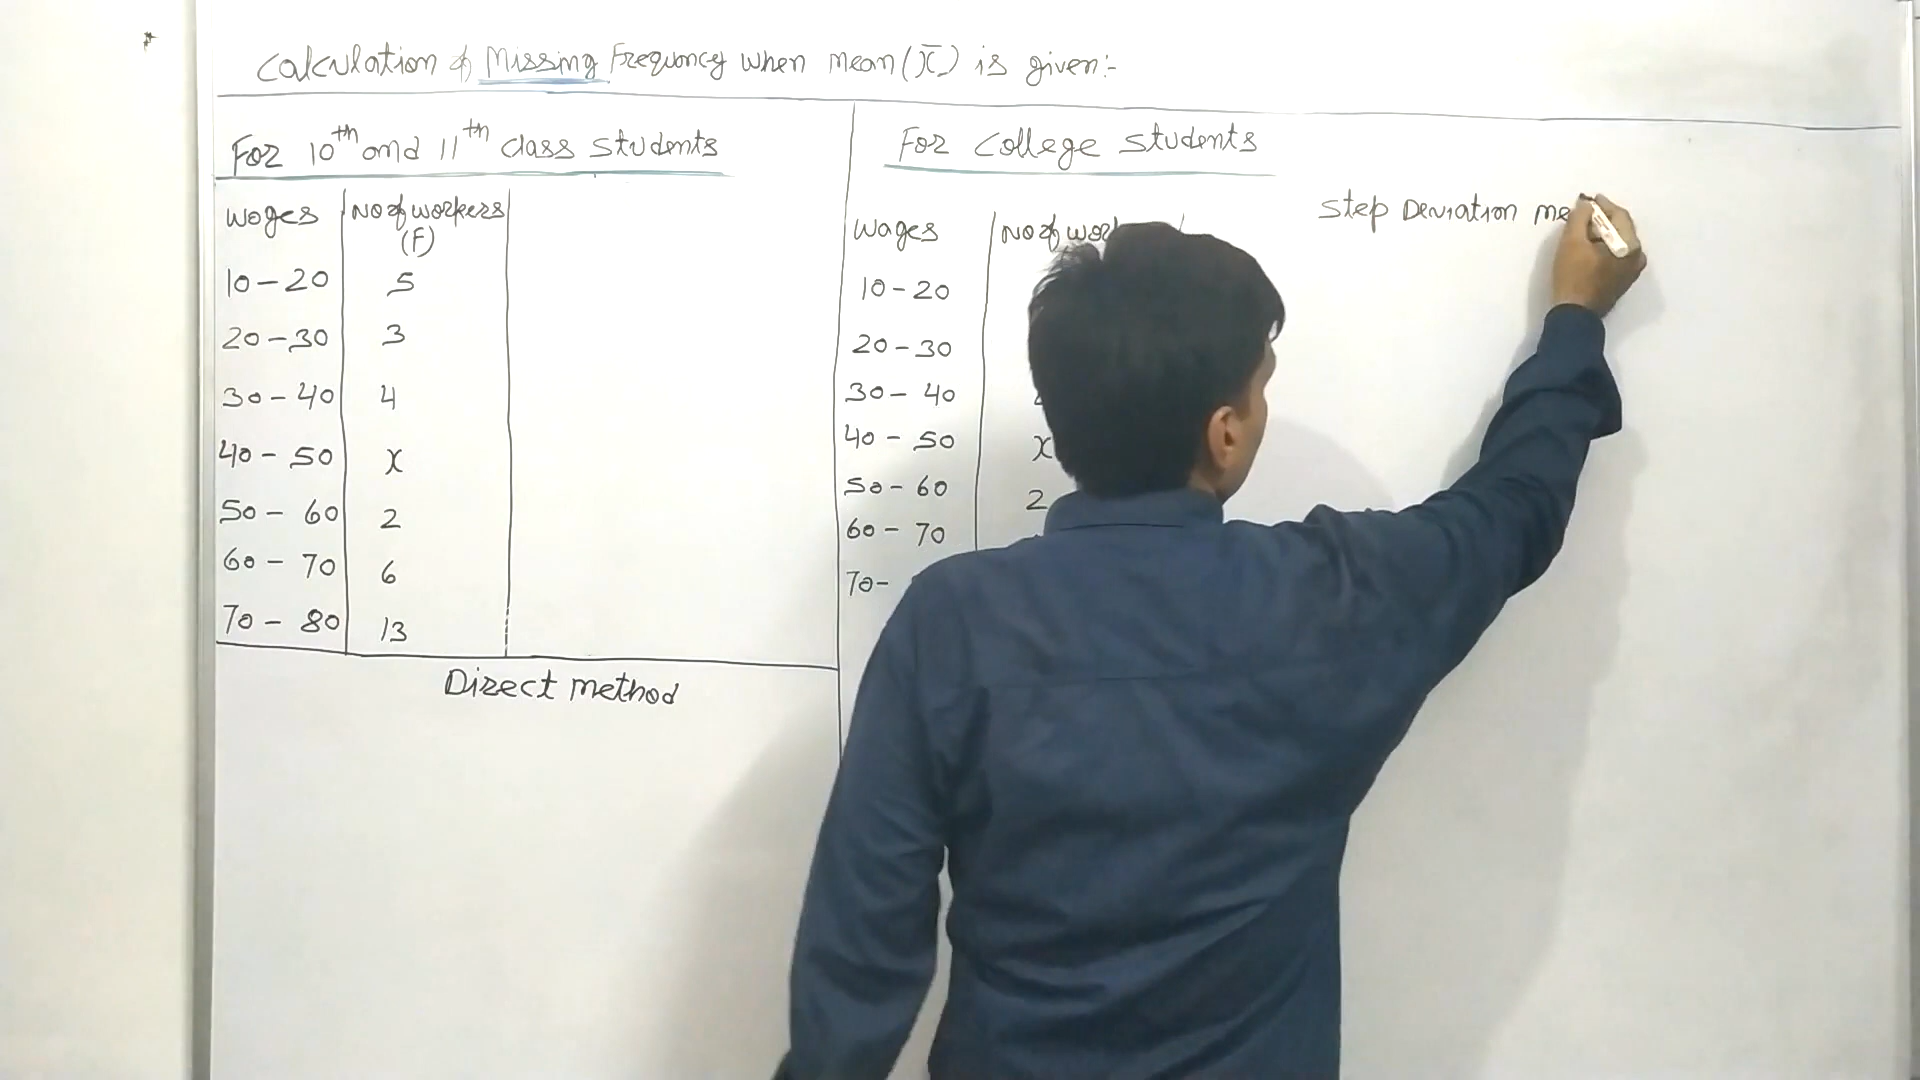 Calculation of Missing Frequency when mean (x̄) is given:-
For 10th and 11th class students
wages No of workers
(F)
10-20 5
20-30 3
30-40 4
40-50 x
50-60 2
60-70 6
70-80 13
Direct method
For College Students
Wages No of wor
10-20
20-30
30-40
40-50 x
50-60 2
60-70
70-
Step Deviation me